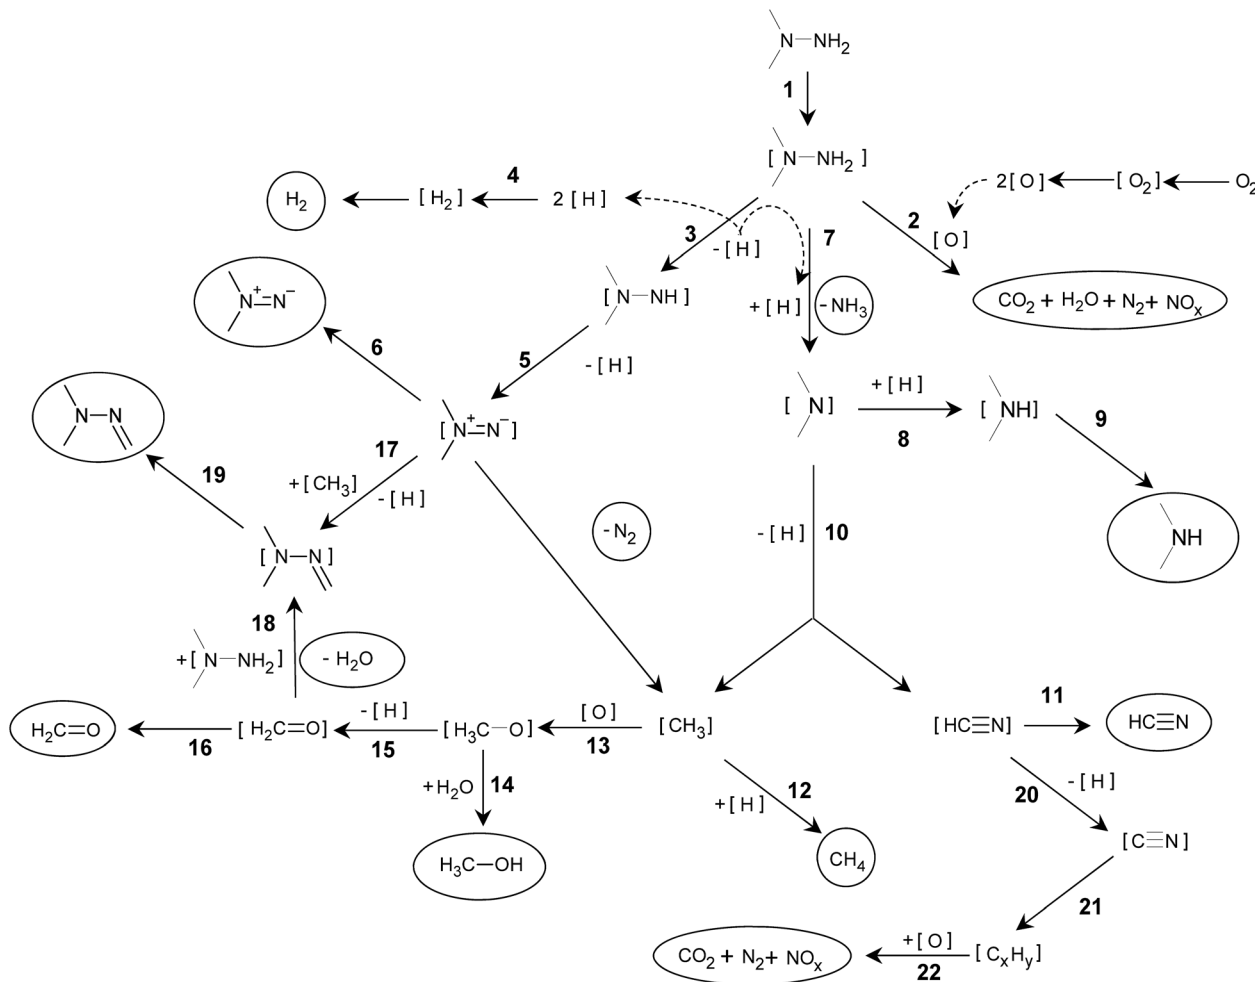 N–NH2
1
[ N–NH2 ]
2[O] [O2] O2
4
H2 [H2] 2 [H]
3 7 2
-[H] [O]
[ N–NH ]
+[H] -NH3
CO2 + H2O + N2 + NOx
N+=N−
6 5 -[H]
[ N ] +[H] [ NH ]
8 9
N–N
[ N+=N− ]
17
19 +[CH3] -[H]
-N2
-[H] 10
NH
[ N–N ]
18
+[ N–NH2 ] -H2O
H2C=O [H2C=O] -[H] [H3C–O] [O] [CH3] [HC≡N] 11 HC≡N
16 15 13
+H2O 14
+[H] 12
20 -[H]
H3C–OH CH4
[C≡N]
21
CO2 + N2 + NOx +[O] [CxHy]
22